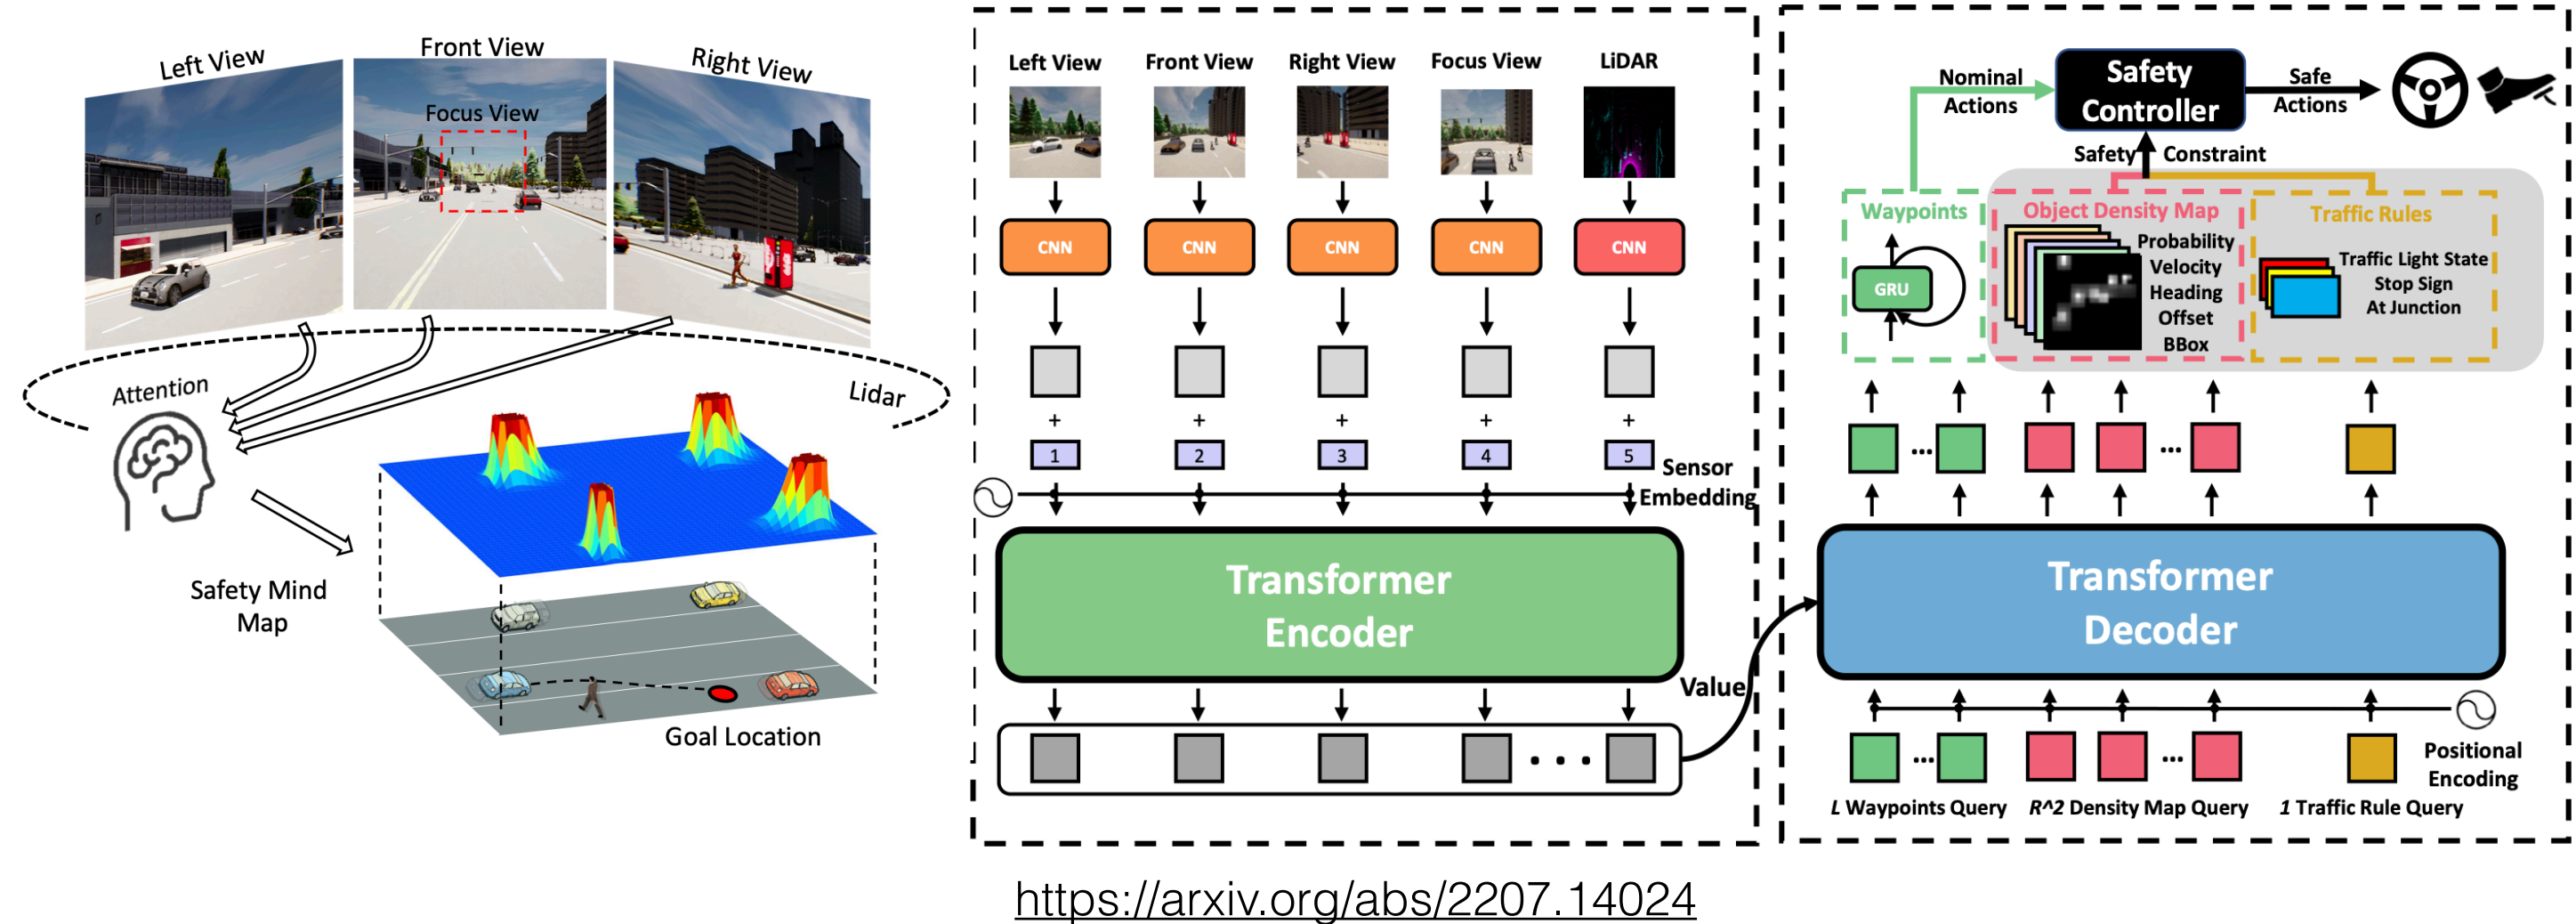 Left View
Front View
Right View
Focus View
Attention
Lidar
Safety Mind
Map
Goal Location
Left View
Front View
Right View
Focus View
LiDAR
CNN
CNN
CNN
CNN
CNN
+
+
+
+
+
1
2
3
4
5
Sensor
Embedding
Transformer
Encoder
Value
Nominal
Actions
Safety
Controller
Safe
Actions
Safety Constraint
Waypoints
GRU
Object Density Map
Probability
Velocity
Heading
Offset
BBox
Traffic Rules
Traffic Light State
Stop Sign
At Junction
...
...
Transformer
Decoder
...
...
Positional
Encoding
L Waypoints Query
R^2 Density Map Query
1 Traffic Rule Query
https://arxiv.org/abs/2207.14024